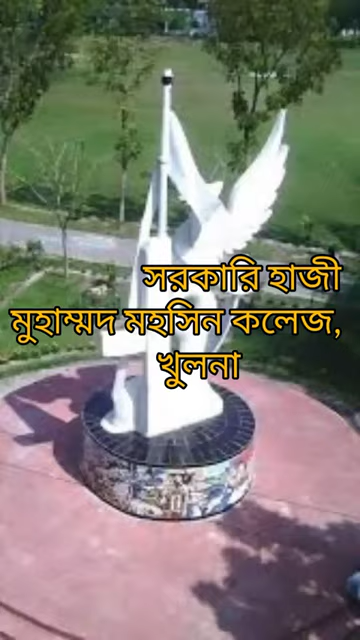 সরকারি হাজী
মুহাম্মদ মহসিন কলেজ,
খুলনা